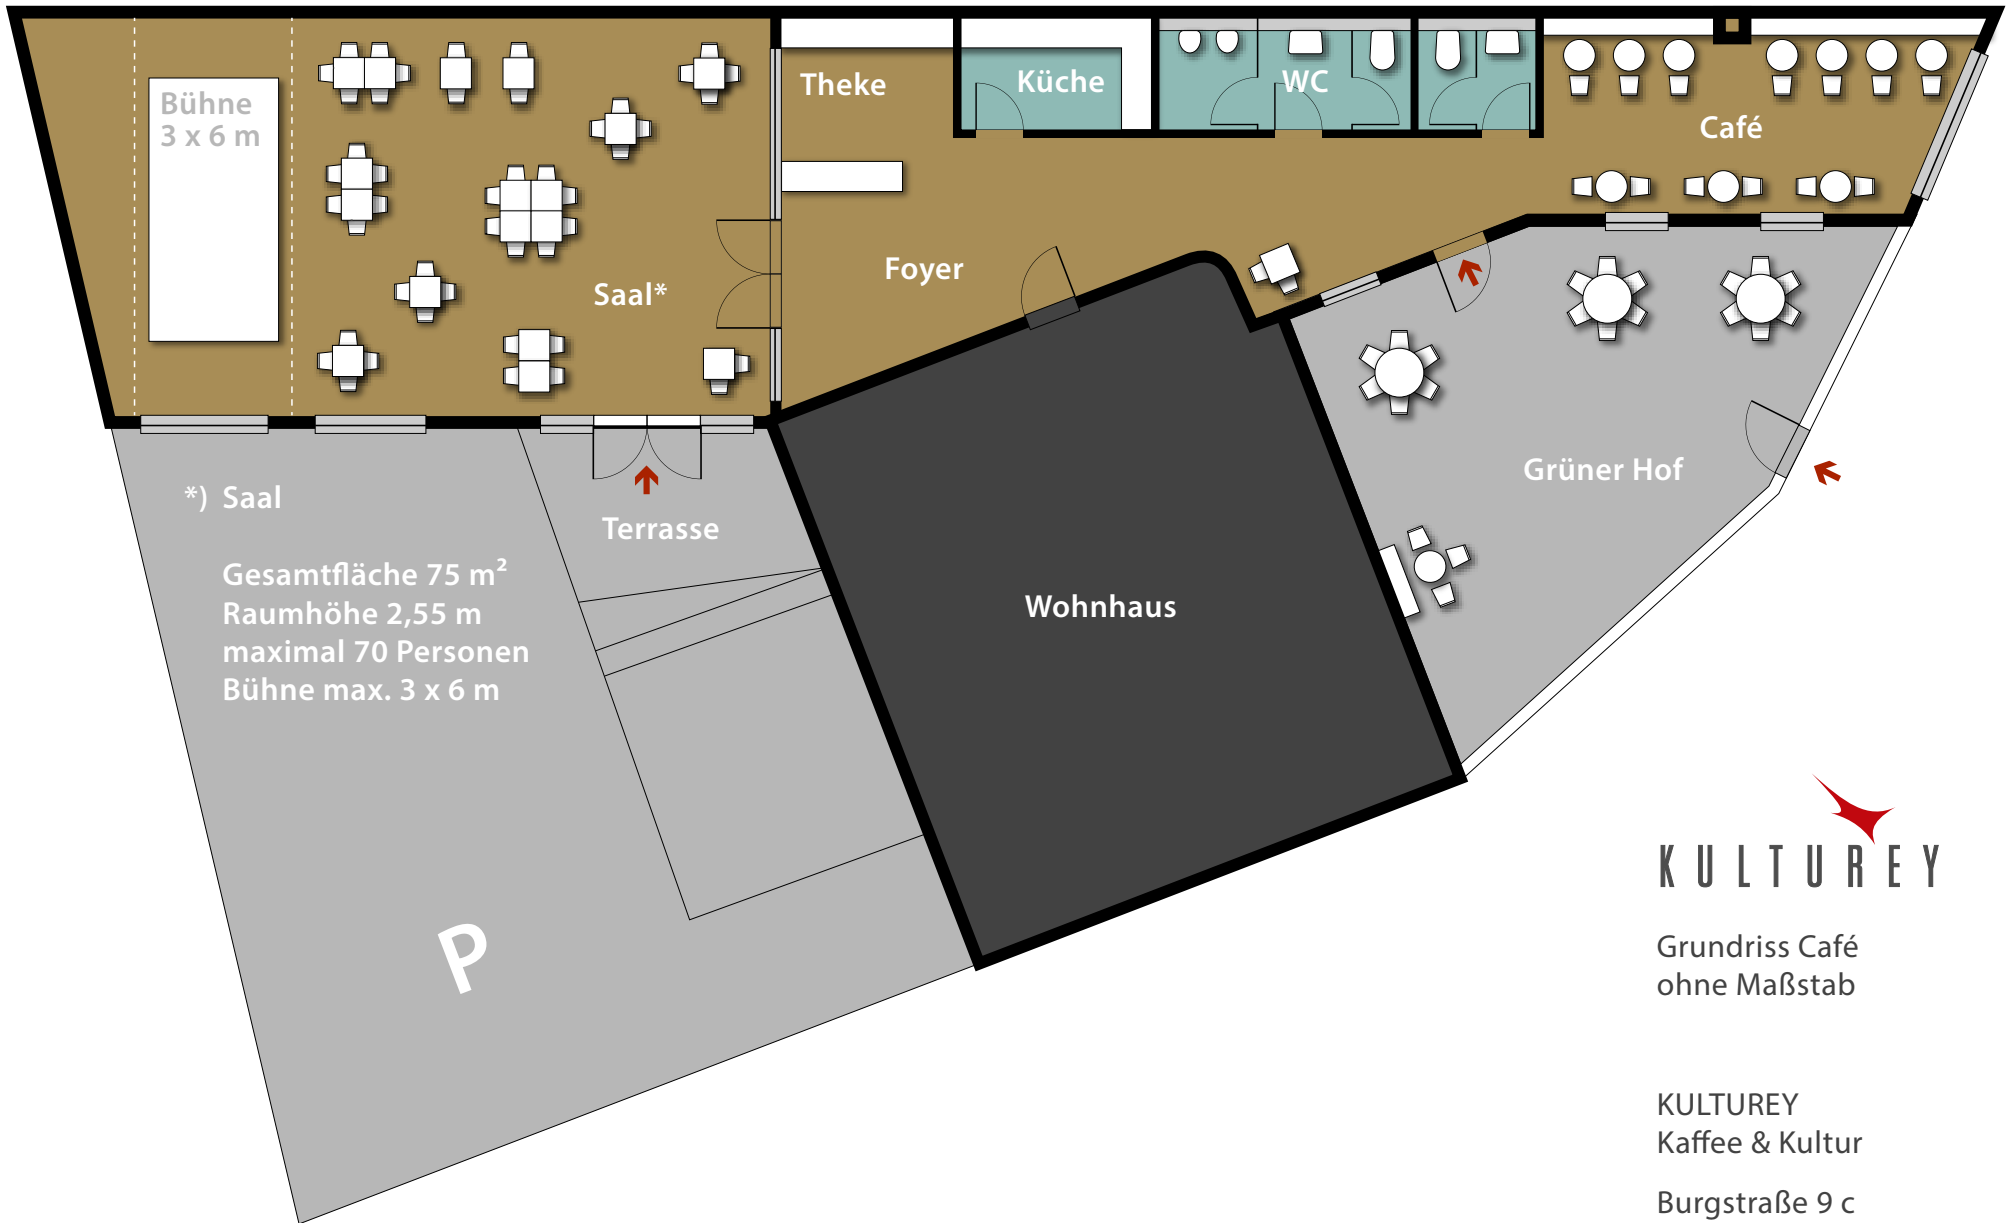 Bühne
3 x 6 m
Theke
Küche
WC
Café
Saal*
Foyer
Grüner Hof
*) Saal
Terrasse
Gesamtfläche 75 m²
Raumhöhe 2,55 m
maximal 70 Personen
Bühne max. 3 x 6 m
Wohnhaus
P
KULTUREY
Grundriss Café
ohne Maßstab
KULTUREY
Kaffee & Kultur
Burgstraße 9 c